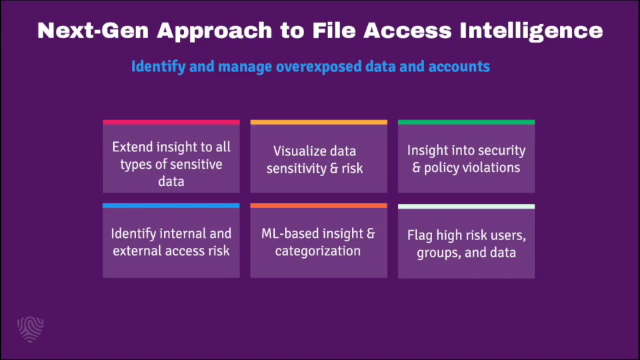 Next-Gen Approach to File Access Intelligence
Identify and manage overexposed data and accounts
Extend insight to all
types of sensitive
data
Visualize data
sensitivity & risk
Insight into security
& policy violations
Identify internal and
external access risk
ML-based insight &
categorization
Flag high risk users,
groups, and data